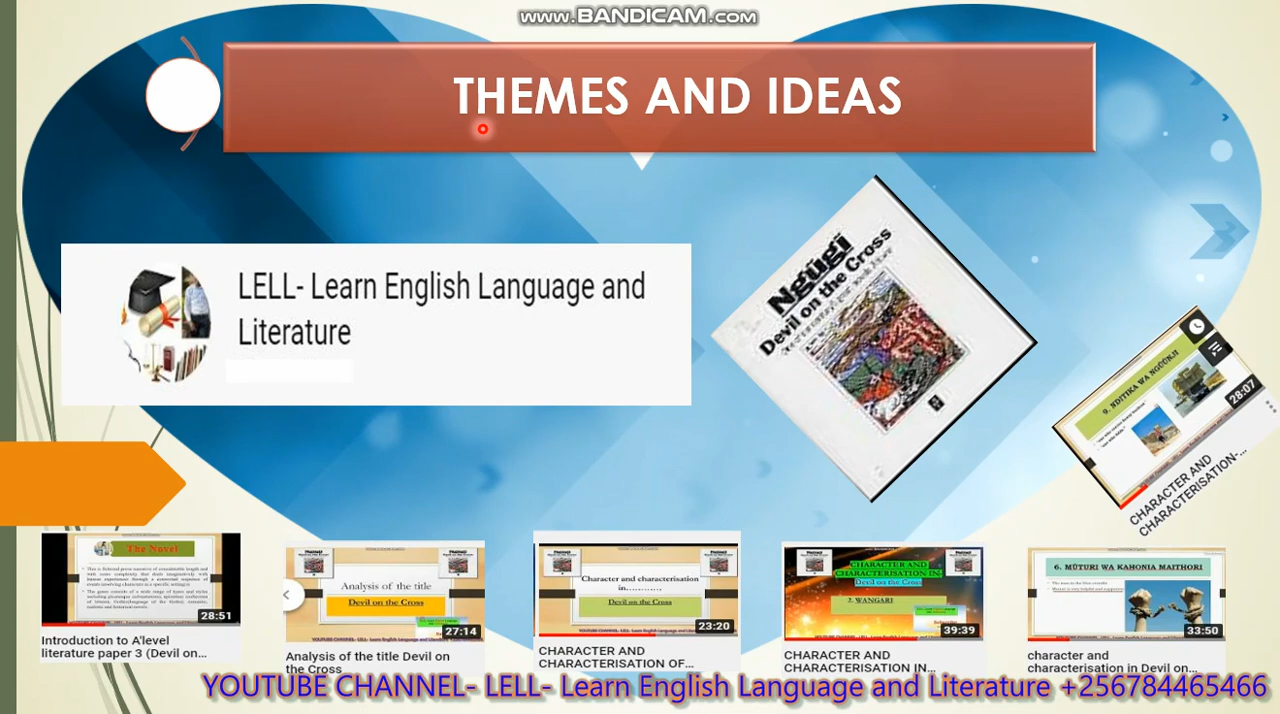 www.BANDICAM.com
THEMES AND IDEAS
LELL- Learn English Language and
Literature
Ngũgĩ
Devil on the Cross
9. NDITIKA WA NGŨŨNJI
28:07
CHARACTER AND
CHARACTERISATION-...
The Novel
28:51
Introduction to A'level
literature paper 3 (Devil on...
Analysis of the title
Devil on the Cross
27:14
Analysis of the title Devil on
the Cross
Character and characterisation
in............
Devil on the Cross
23:20
CHARACTER AND
CHARACTERISATION OF...
CHARACTER AND
CHARACTERISATION IN
Devil on the Cross
2. WANGARI
39:39
CHARACTER AND
CHARACTERISATION IN...
6. MŨTURI WA KAHONIA MAITHORI
33:50
character and
characterisation in Devil on...
YOUTUBE CHANNEL- LELL- Learn English Language and Literature +256784465466